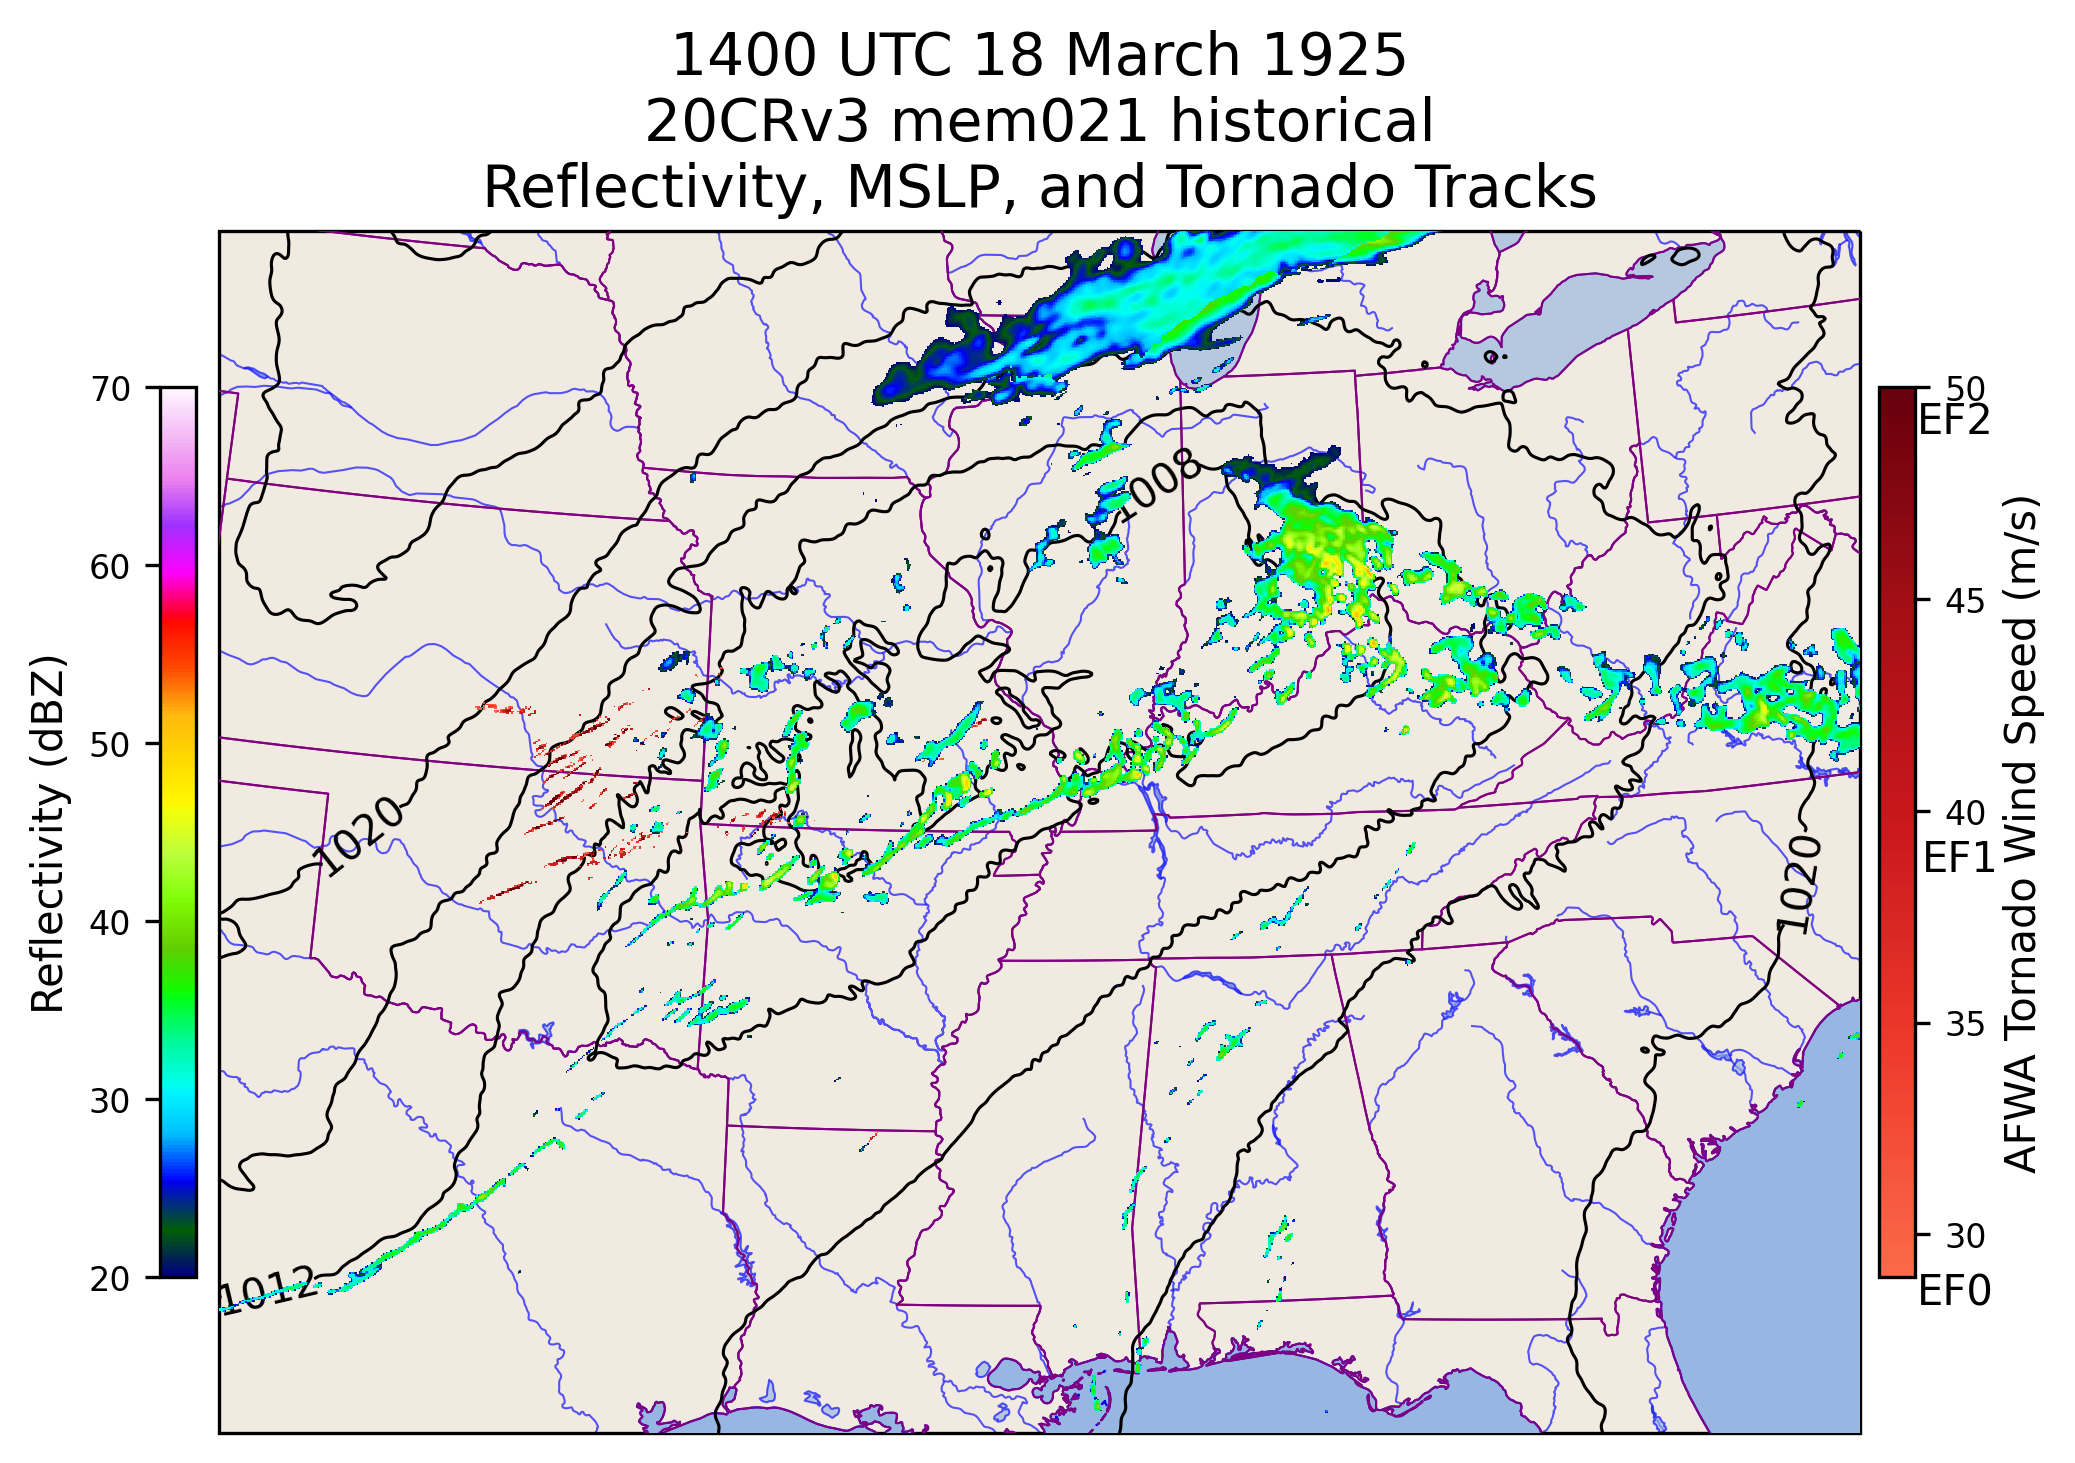 1400 UTC 18 March 1925
20CRv3 mem021 historical
Reflectivity, MSLP, and Tornado Tracks
Reflectivity (dBZ)
70
60
50
40
30
20
1008
1020
1020
1012
50
EF2
45
40
EF1
35
30
EF0
AFWA Tornado Wind Speed (m/s)